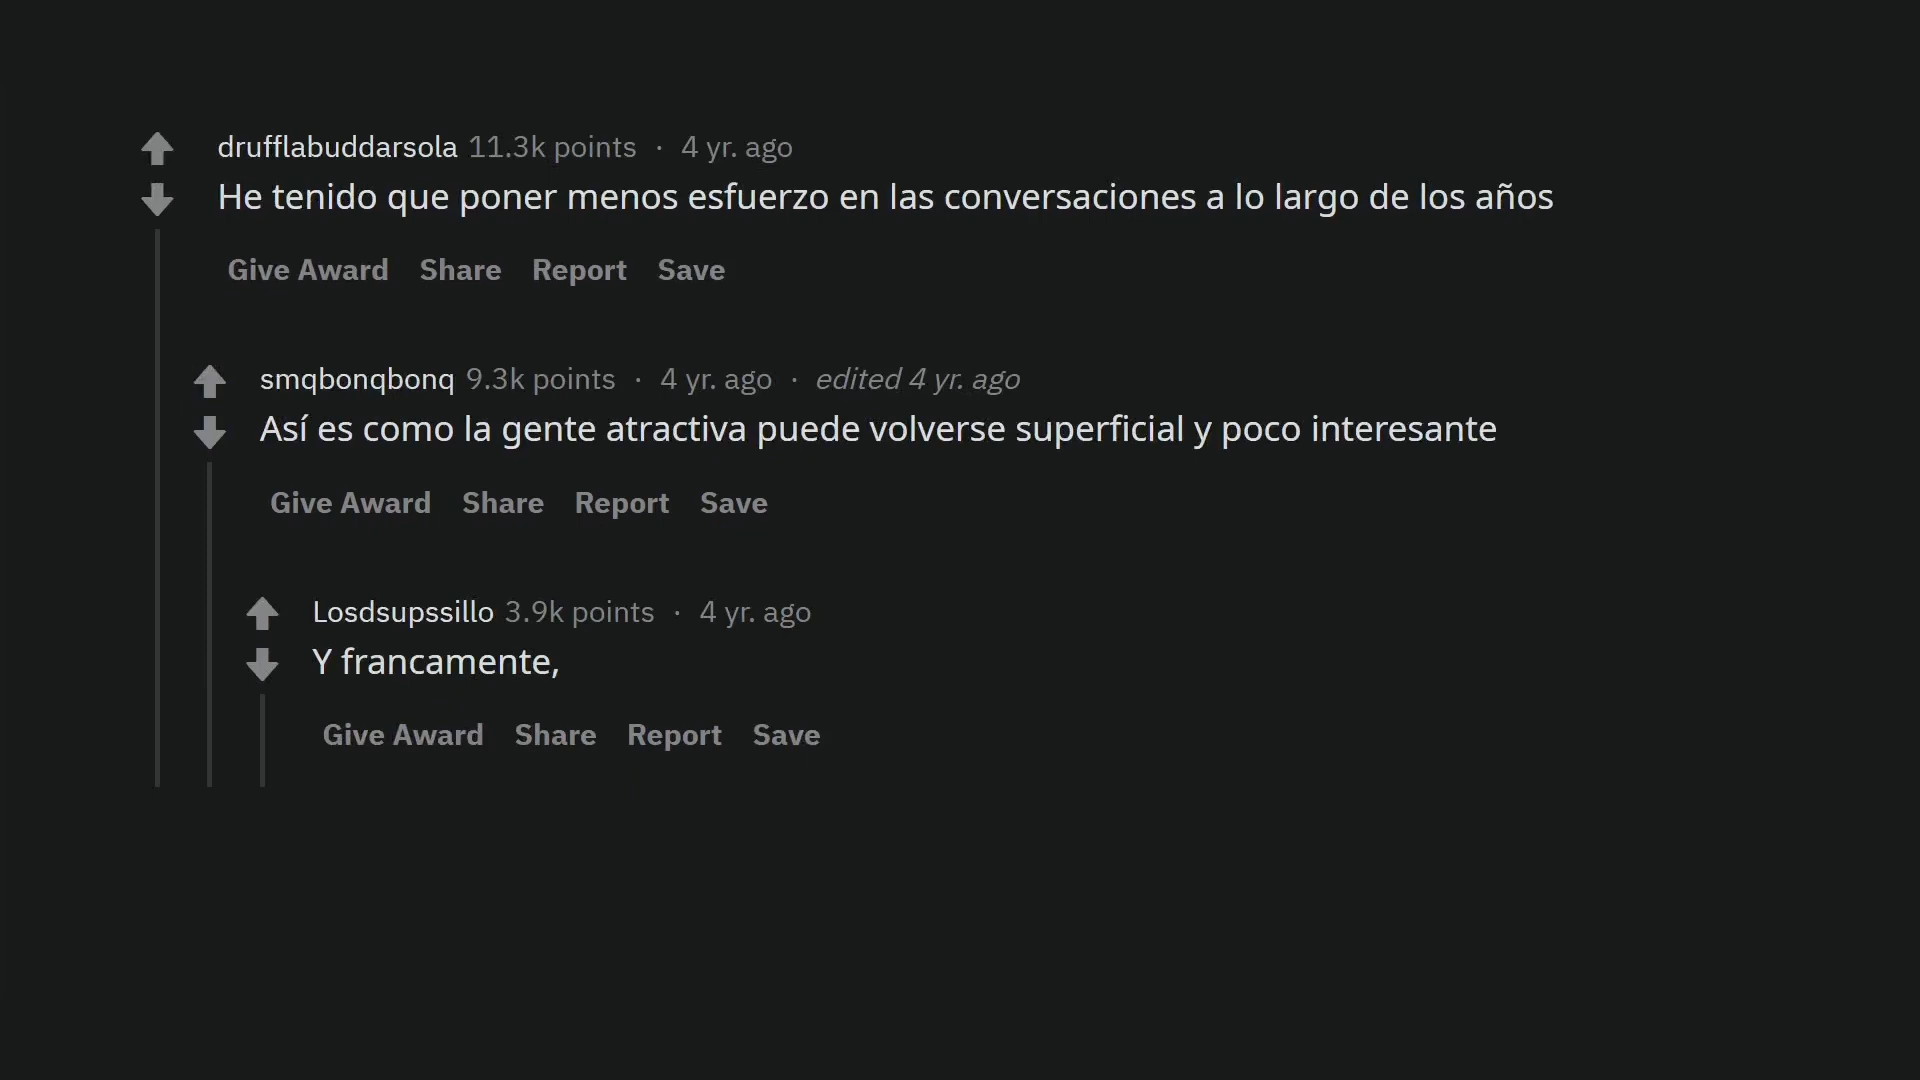 drufflabuddarsola 11.3k points · 4 yr. ago
He tenido que poner menos esfuerzo en las conversaciones a lo largo de los años
Give Award Share Report Save
smqbonqbonq 9.3k points · 4 yr. ago · edited 4 yr. ago
Así es como la gente atractiva puede volverse superficial y poco interesante
Give Award Share Report Save
Losdsupssillo 3.9k points · 4 yr. ago
Y francamente,
Give Award Share Report Save